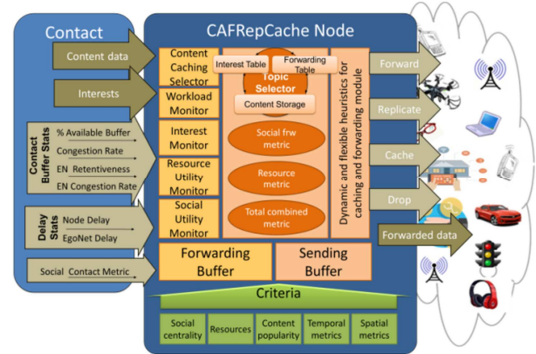 Contact
CAFRepCache Node
Content data
Interests
Contact
Buffer Stats
% Available Buffer
Congestion Rate
EN Retentiveness
EN Congestion Rate
Delay
Stats
Node Delay
EgoNet Delay
Social Contact Metric
Content
Caching
Selector
Workload
Monitor
Interest
Monitor
Resource
Utility
Monitor
Social
Utility
Monitor
Interest Table
Forwarding
Table
Topic
Selector
Content Storage
Social frw
metric
Resource
metric
Total combined
metric
Dynamic and flexible heuristics for
caching and forwarding module
Forwarding
Buffer
Sending
Buffer
Criteria
Social
centrality
Resources
Content
popularity
Temporal
metrics
Spatial
metrics
Forward
Replicate
Cache
Drop
Forwarded data